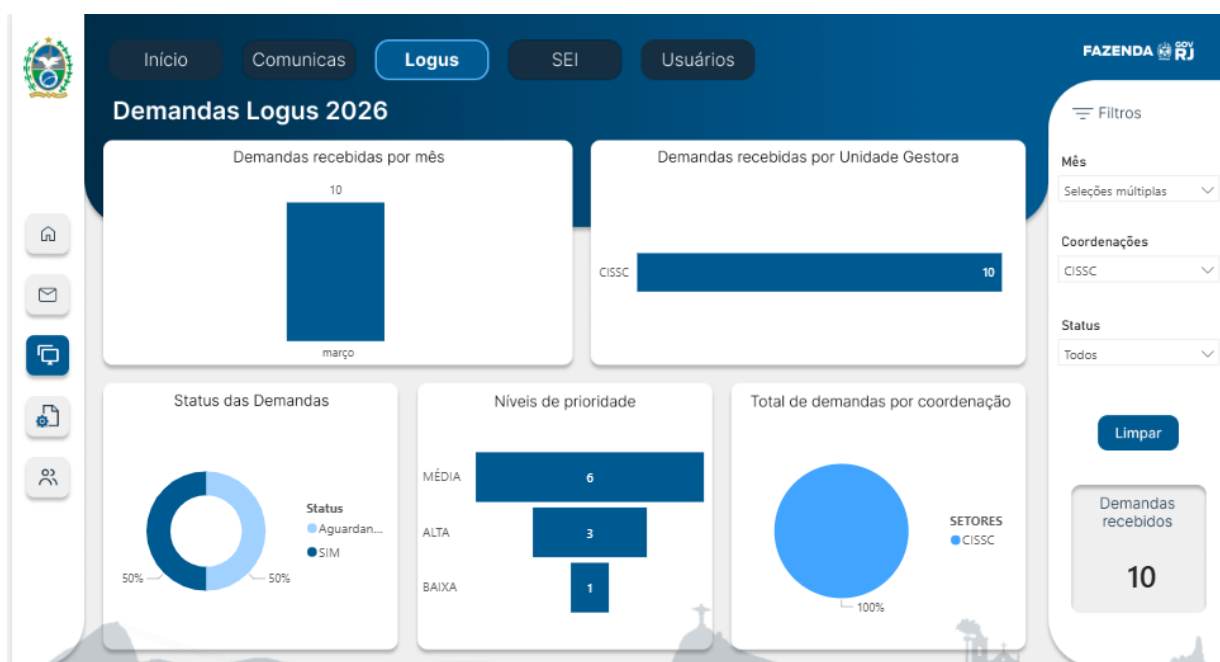 Início
Comunicas
Logus
SEI
Usuários
FAZENDA GOV RJ
Demandas Logus 2026
Filtros
Demandas recebidas por mês
10
março
Demandas recebidas por Unidade Gestora
CISSC
10
Mês
Seleções múltiplas
Coordenações
CISSC
Status
Todos
Limpar
Demandas
recebidos
10
Status das Demandas
50%
50%
Status
Aguardan...
SIM
Níveis de prioridade
MÉDIA 6
ALTA 3
BAIXA 1
Total de demandas por coordenação
100%
SETORES
CISSC